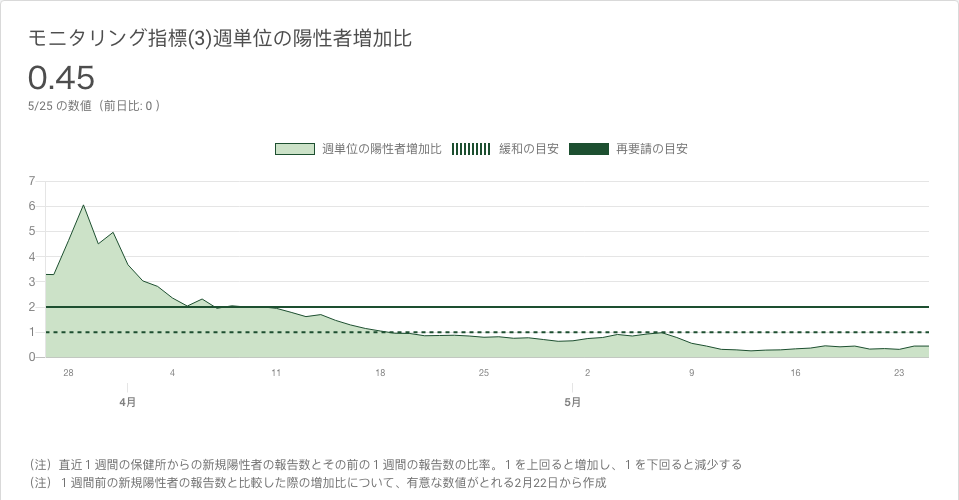 モニタリング指標(3)週単位の陽性者増加比
0.45
5/25 の数値（前日比: 0 ）
週単位の陽性者増加比 緩和の目安 再要請の目安
7
6
5
4
3
2
1
0
28 4 11 18 25 2 9 16 23
4月 5月
（注）直近１週間の保健所からの新規陽性者の報告数とその前の１週間の報告数の比率。１を上回ると増加し、１を下回ると減少する
（注）１週間前の新規陽性者の報告数と比較した際の増加比について、有意な数値がとれる2月22日から作成